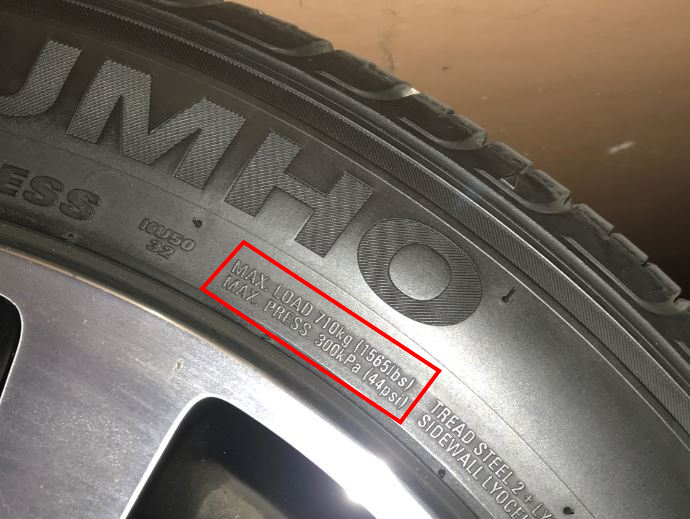 UMHO
ESS
KU50
32
MAX. LOAD 710kg (1565lbs)
MAX. PRESS. 300kPa (44psi)
TREAD STEEL 2 + LY
SIDEWALL LYOCE